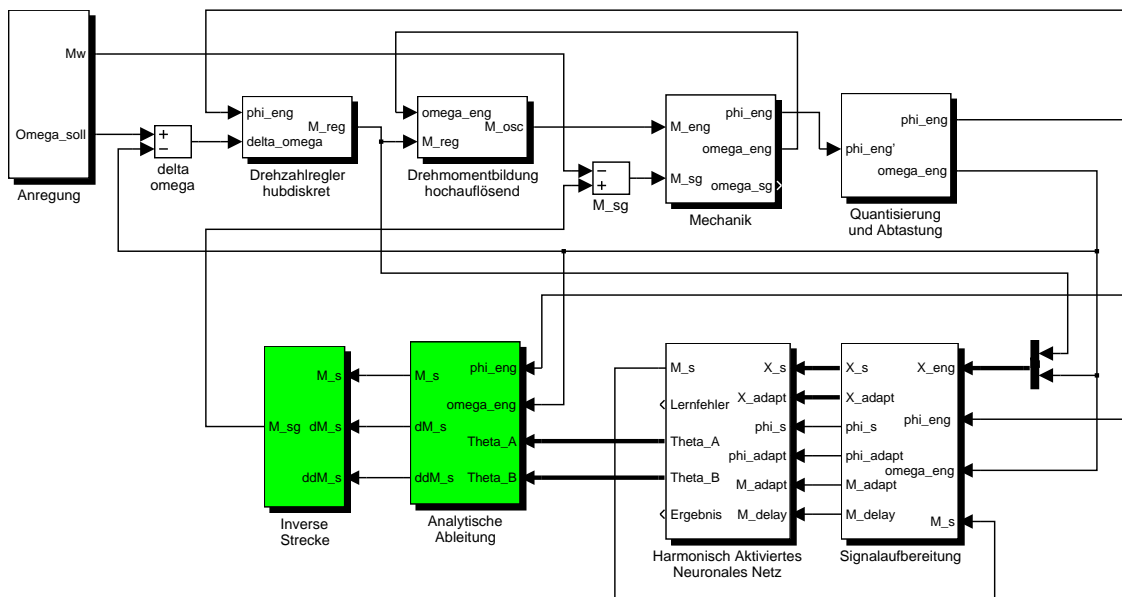 Mw
Omega_soll
Anregung
+
−
delta
omega
phi_eng
delta_omega
M_reg
Drehzahlregler
hubdiskret
omega_eng
M_reg
M_osc
Drehmomentbildung
hochauflösend
−
+
M_sg
M_eng
M_sg
phi_eng
omega_eng
omega_sg
Mechanik
phi_eng'
phi_eng
omega_eng
Quantisierung
und Abtastung
M_sg
M_s
dM_s
ddM_s
Inverse
Strecke
M_s
dM_s
ddM_s
phi_eng
omega_eng
Theta_A
Theta_B
Analytische
Ableitung
M_s
Lernfehler
Theta_A
Theta_B
Ergebnis
X_s
X_adapt
phi_s
phi_adapt
M_adapt
M_delay
Harmonisch Aktiviertes
Neuronales Netz
X_s
X_adapt
phi_s
phi_adapt
M_adapt
M_delay
X_eng
phi_eng
omega_eng
M_s
Signalaufbereitung